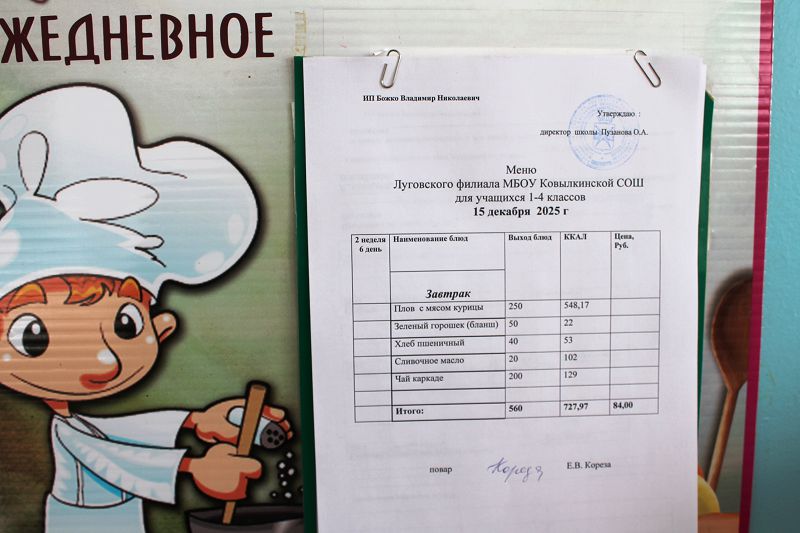 ЖЕДНЕВНОЕ
ИП Божко Владимир Николаевич
Утверждаю :
директор школы Пузанова О.А.
Меню
Луговского филиала МБОУ Ковылкинской СОШ
для учащихся 1-4 классов
15 декабря 2025 г
2 неделя Наименование блюд Выход блюд ККАЛ Цена,
6 день Руб.
Завтрак
Плов с мясом курицы 250 548,17
Зеленый горошек (бланш) 50 22
Хлеб пшеничный 40 53
Сливочное масло 20 102
Чай каркаде 200 129
Итого: 560 727,97 84,00
повар Е.В. Кореза